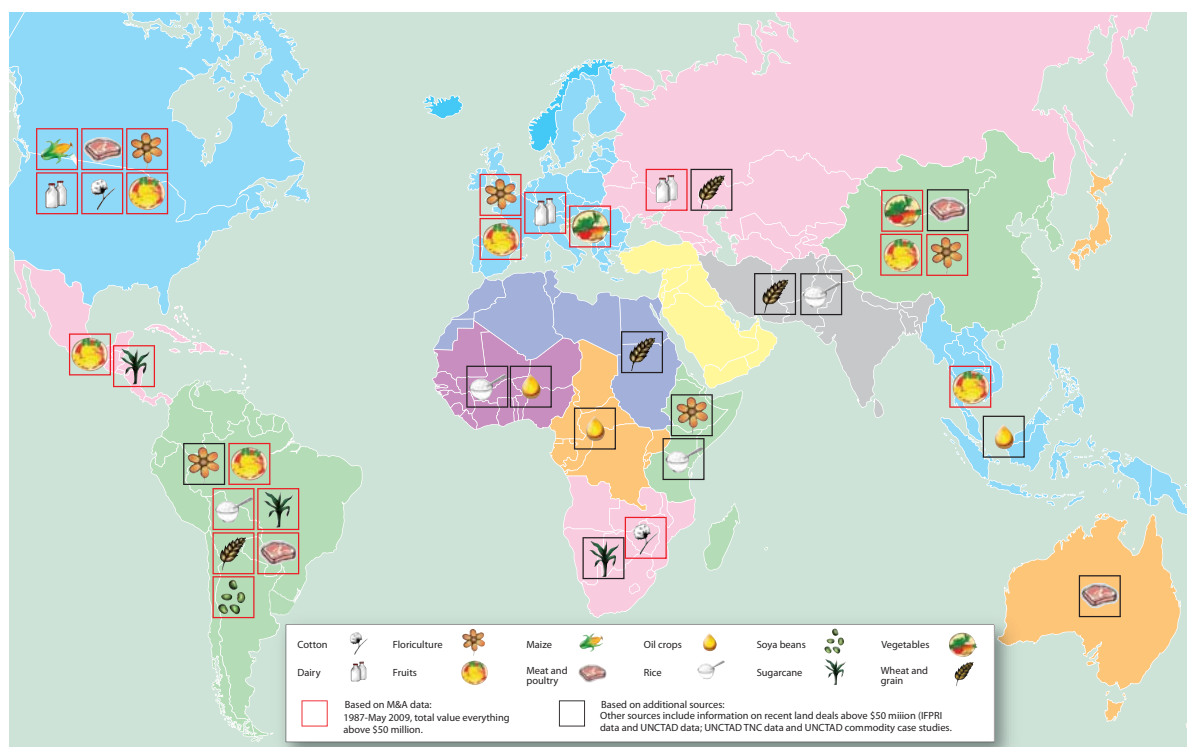 Cotton
Floriculture
Maize
Oil crops
Soya beans
Vegetables
Dairy
Fruits
Meat and
poultry
Rice
Sugarcane
Wheat and
grain
Based on M&A data:
1987-May 2009, total value everything
above $50 million.
Based on additional sources:
Other sources include information on recent land deals above $50 miiion (IFPRI
data and UNCTAD data; UNCTAD TNC data and UNCTAD commodity case studies.